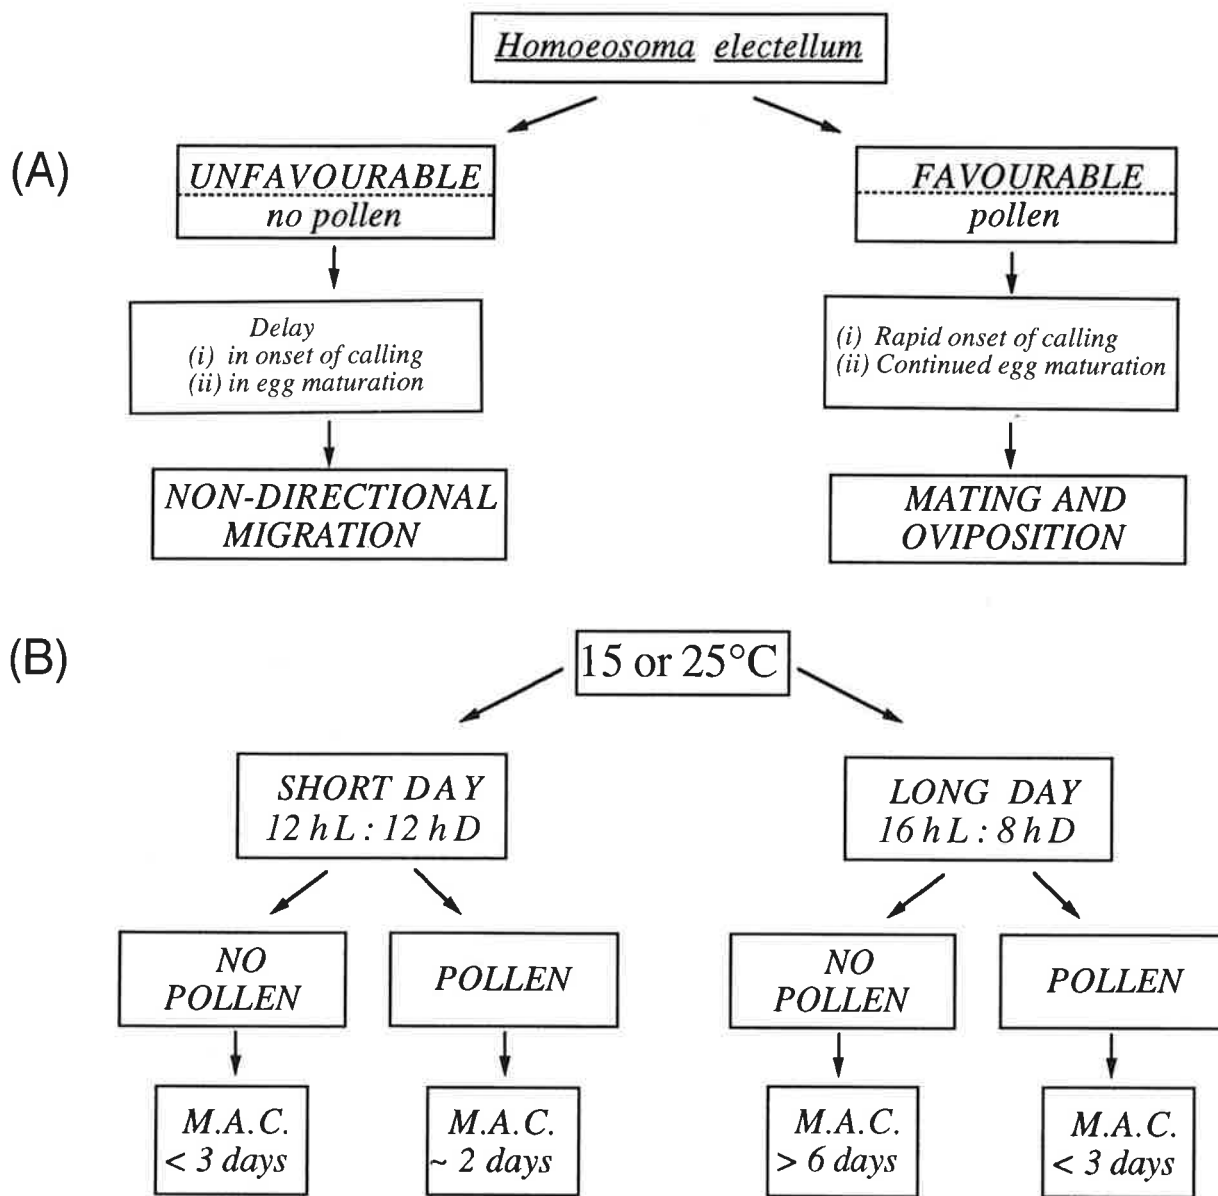 Homoeosoma electellum
(A)
UNFAVOURABLE
no pollen
FAVOURABLE
pollen
Delay
(i) in onset of calling
(ii) in egg maturation
(i) Rapid onset of calling
(ii) Continued egg maturation
NON-DIRECTIONAL
MIGRATION
MATING AND
OVIPOSITION
(B)
15 or 25°C
SHORT DAY
12 h L : 12 h D
LONG DAY
16 h L : 8 h D
NO
POLLEN
POLLEN
NO
POLLEN
POLLEN
M.A.C.
< 3 days
M.A.C.
~ 2 days
M.A.C.
> 6 days
M.A.C.
< 3 days